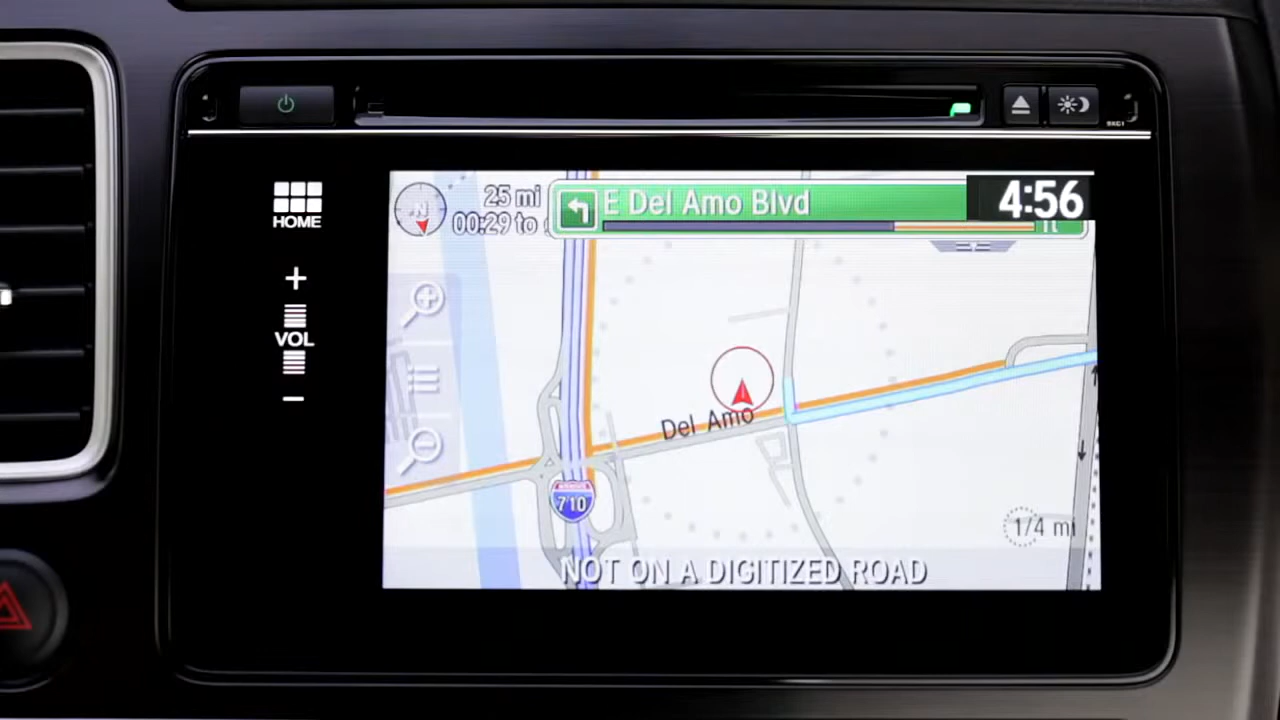 HOME
VOL
N
25 mi
00:29 to
E Del Amo Blvd
4:56
ft
Del Amo
710
1/4 mi
NOT ON A DIGITIZED ROAD